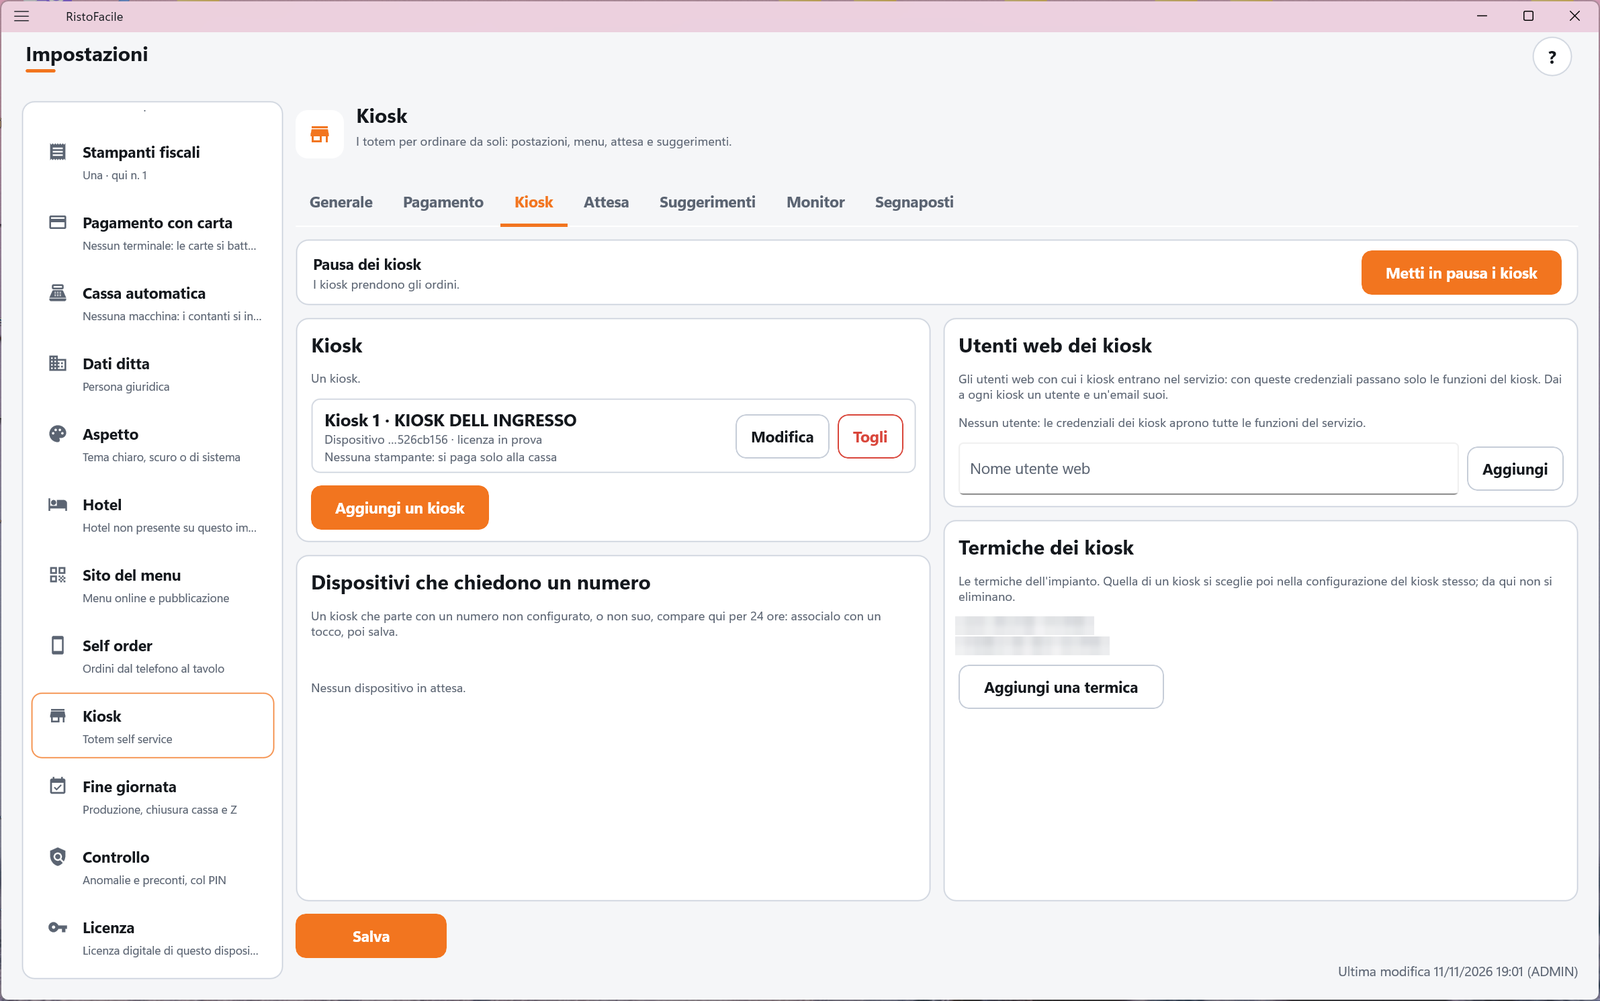 RistoFacile
Impostazioni
?
Stampanti fiscali
Una · qui n. 1
Pagamento con carta
Nessun terminale: le carte si batt...
Cassa automatica
Nessuna macchina: i contanti si in...
Dati ditta
Persona giuridica
Aspetto
Tema chiaro, scuro o di sistema
Hotel
Hotel non presente su questo im...
Sito del menu
Menu online e pubblicazione
Self order
Ordini dal telefono al tavolo
Kiosk
Totem self service
Fine giornata
Produzione, chiusura cassa e Z
Controllo
Anomalie e preconti, col PIN
Licenza
Licenza digitale di questo disposi...
Kiosk
I totem per ordinare da soli: postazioni, menu, attesa e suggerimenti.
Generale Pagamento Kiosk Attesa Suggerimenti Monitor Segnaposti
Pausa dei kiosk
I kiosk prendono gli ordini.
Metti in pausa i kiosk
Kiosk
Un kiosk.
Kiosk 1 · KIOSK DELL INGRESSO
Dispositivo ...526cb156 · licenza in prova
Nessuna stampante: si paga solo alla cassa
Modifica
Togli
Aggiungi un kiosk
Utenti web dei kiosk
Gli utenti web con cui i kiosk entrano nel servizio: con queste credenziali passano solo le funzioni del kiosk. Dai
a ogni kiosk un utente e un'email suoi.
Nessun utente: le credenziali dei kiosk aprono tutte le funzioni del servizio.
Nome utente web
Aggiungi
Dispositivi che chiedono un numero
Un kiosk che parte con un numero non configurato, o non suo, compare qui per 24 ore: associalo con un
tocco, poi salva.
Nessun dispositivo in attesa.
Termiche dei kiosk
Le termiche dell'impianto. Quella di un kiosk si sceglie poi nella configurazione del kiosk stesso; da qui non si
eliminano.
Aggiungi una termica
Salva
Ultima modifica 11/11/2026 19:01 (ADMIN)